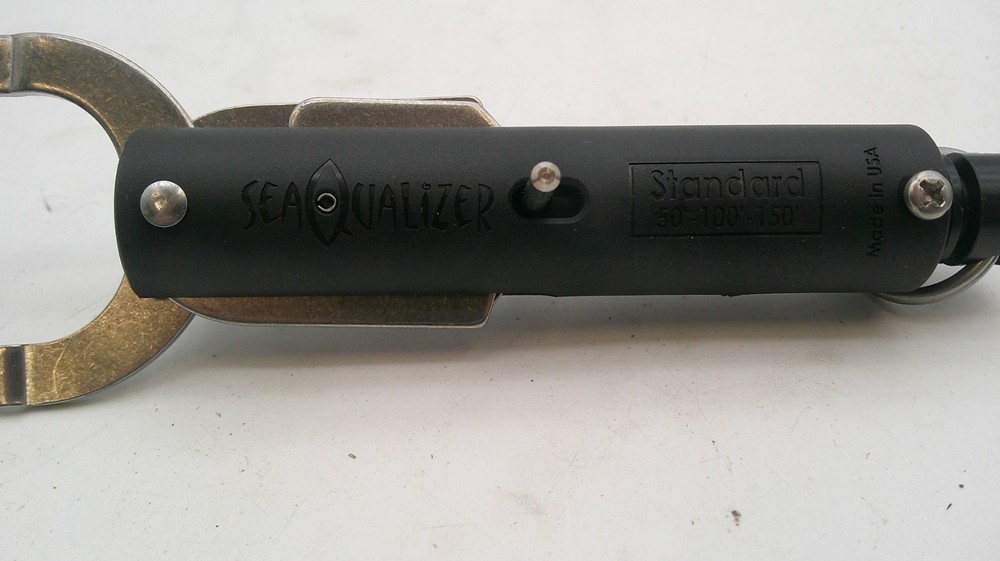 SEAQUALiZER
Standard
50'-100'-150'
Made in USA